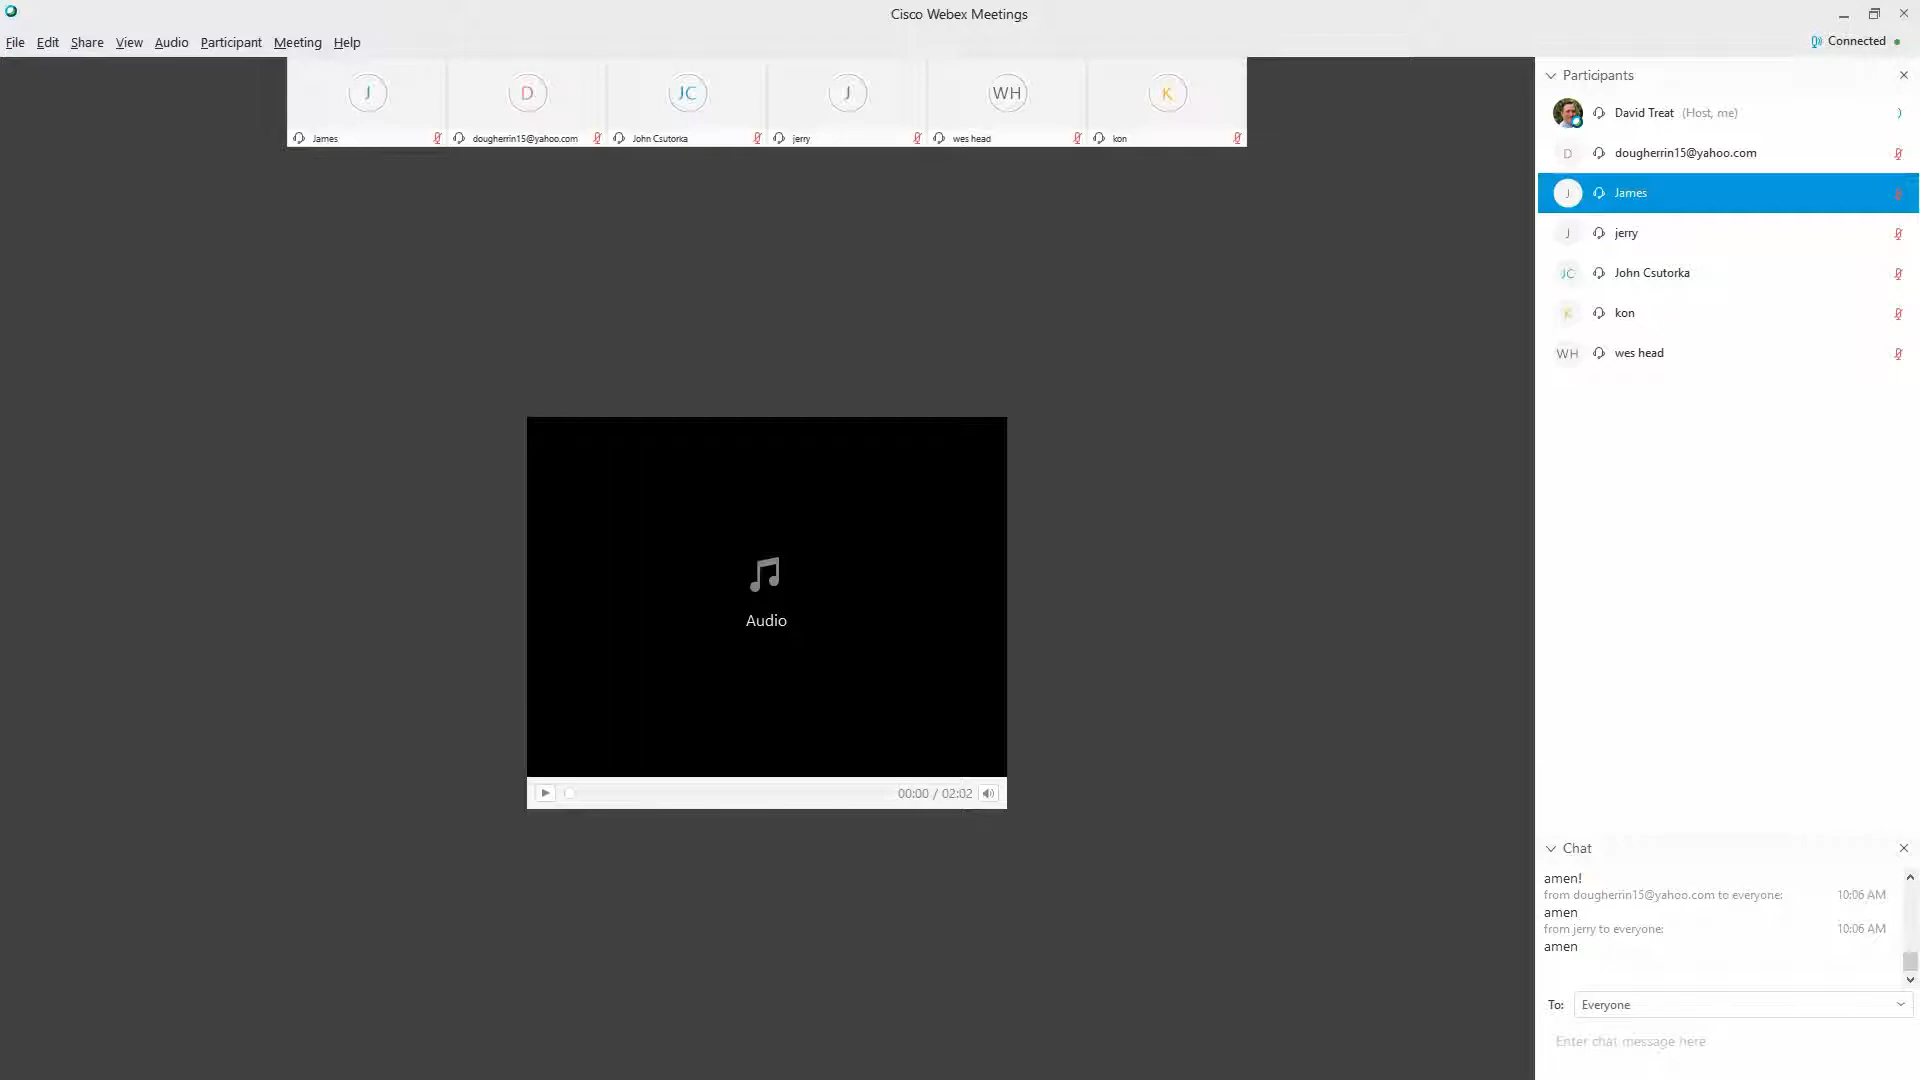 Cisco Webex Meetings
File Edit Share View Audio Participant Meeting Help
Connected
J
James
D
dougherrin15@yahoo.com
JC
John Csutorka
J
jerry
WH
wes head
K
kon
Audio
00:00 / 02:02
Participants
David Treat (Host, me)
D dougherrin15@yahoo.com
J James
J jerry
JC John Csutorka
K kon
WH wes head
Chat
amen!
from dougherrin15@yahoo.com to everyone: 10:06 AM
amen
from jerry to everyone: 10:06 AM
amen
To: Everyone
Enter chat message here